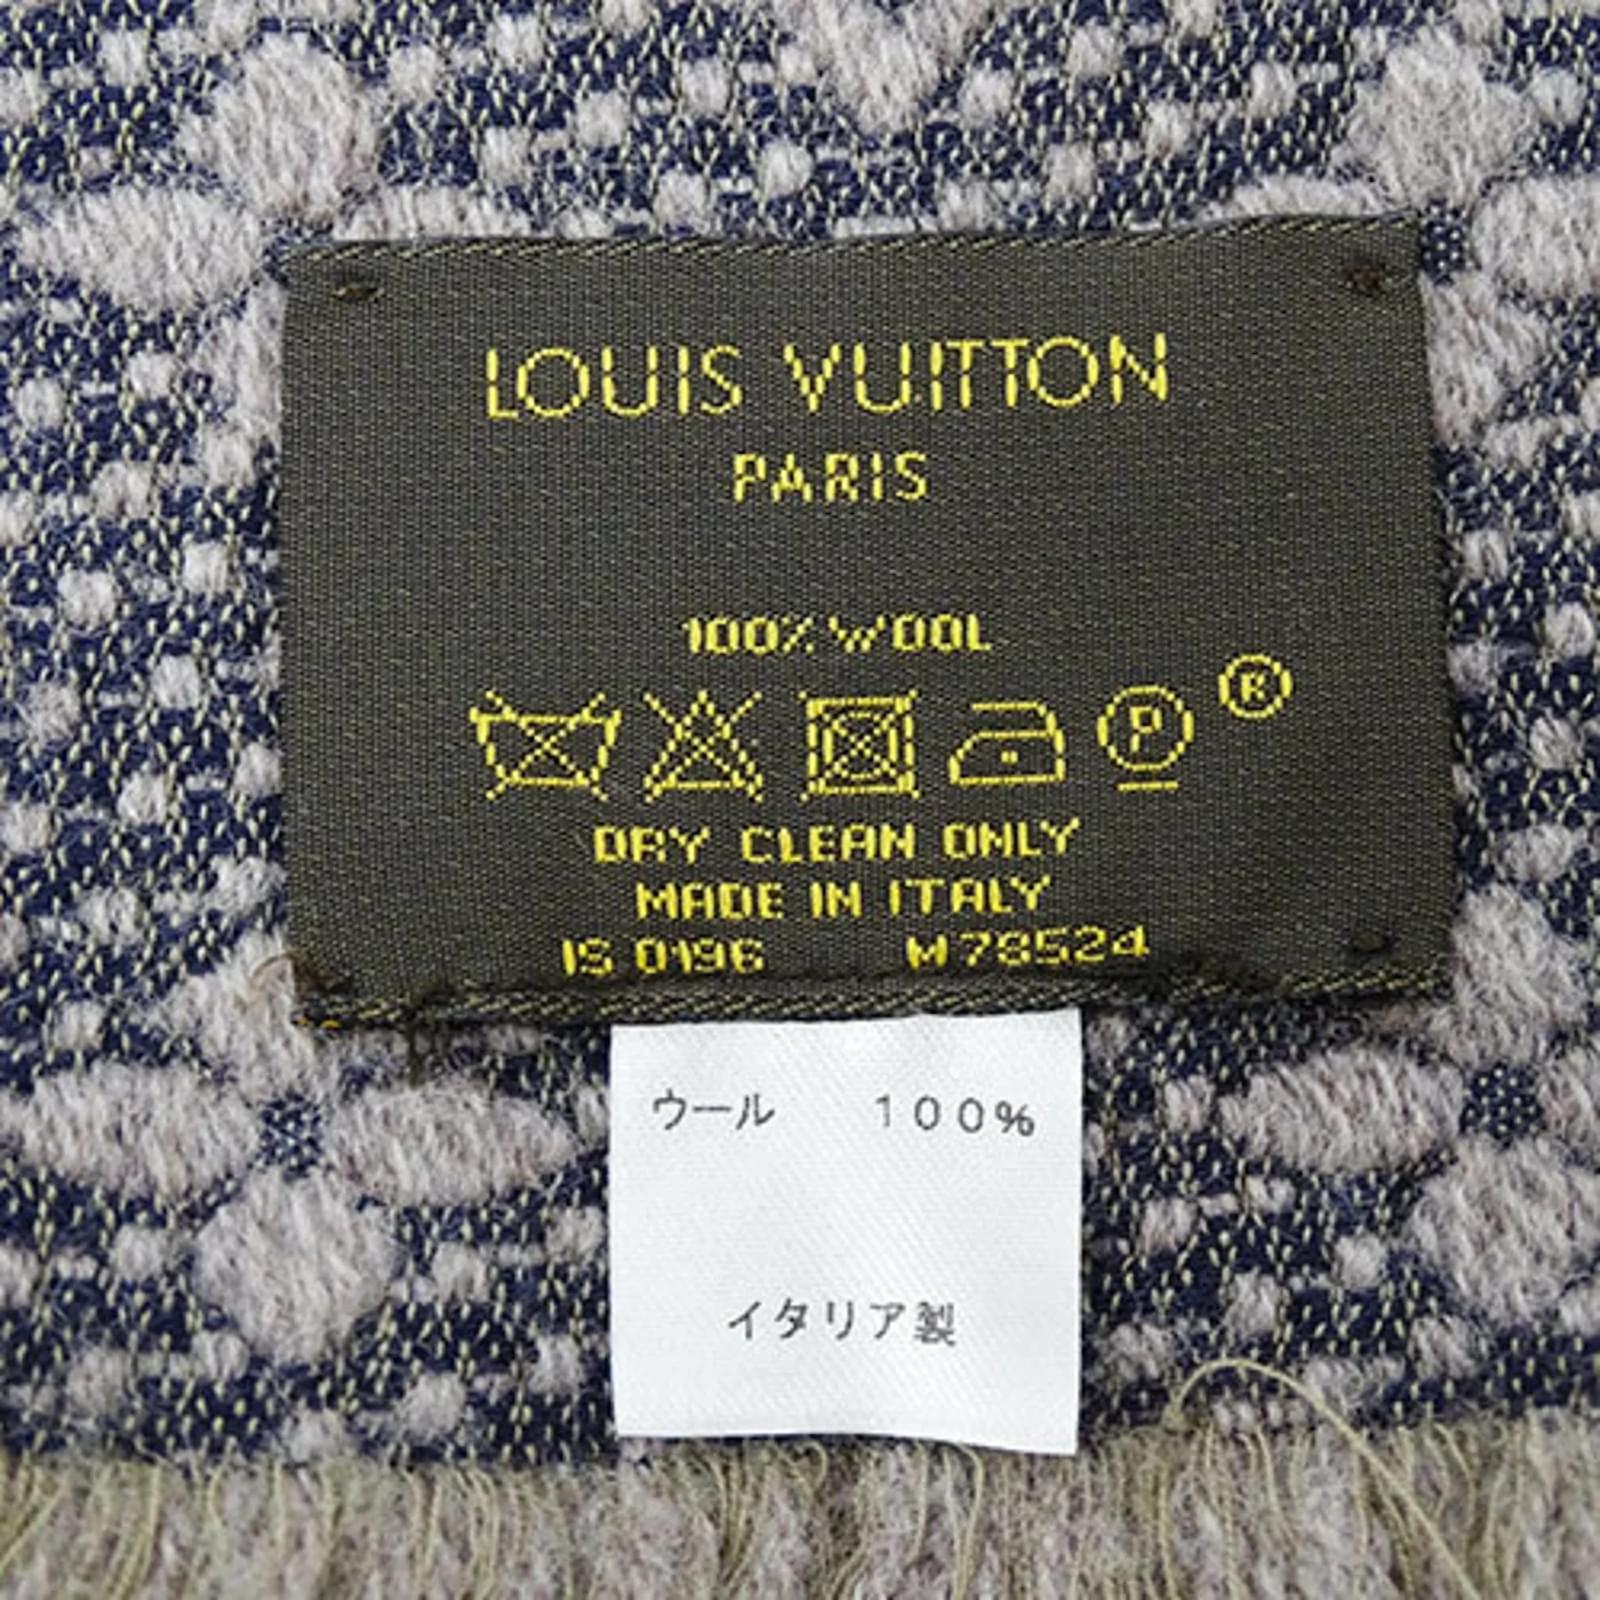 LOUIS VUITTON
PARIS
100% WOOL
P ®
DRY CLEAN ONLY
MADE IN ITALY
IS 0196 M78524
ウール 100%
イタリア製